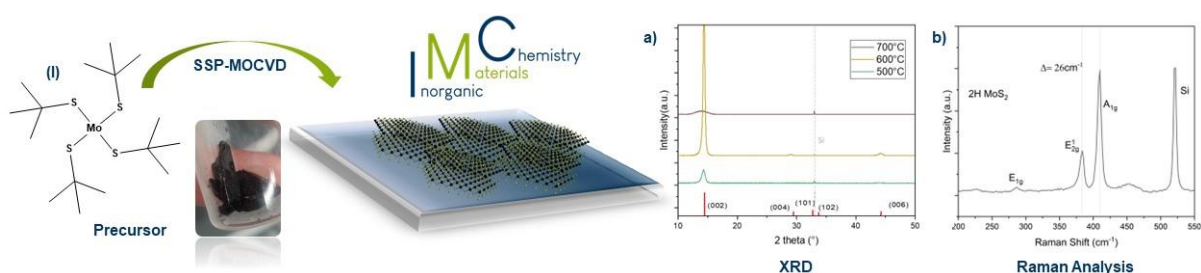 (I)
S
S
Mo
S
S
Precursor
SSP-MOCVD
IMC
Chemistry
Materials
Inorganic
a)
Intensity(a.u.)
700°C
600°C
500°C
Si
(002)
(004)
(101)
(102)
(006)
10
20
30
40
50
2 theta (°)
XRD
b)
Intensity(a.u.)
Δ= 26cm⁻¹
2H MoS₂
E₁g
E¹₂g
A₁g
Si
200
250
300
350
400
450
500
550
Raman Shift (cm⁻¹)
Raman Analysis